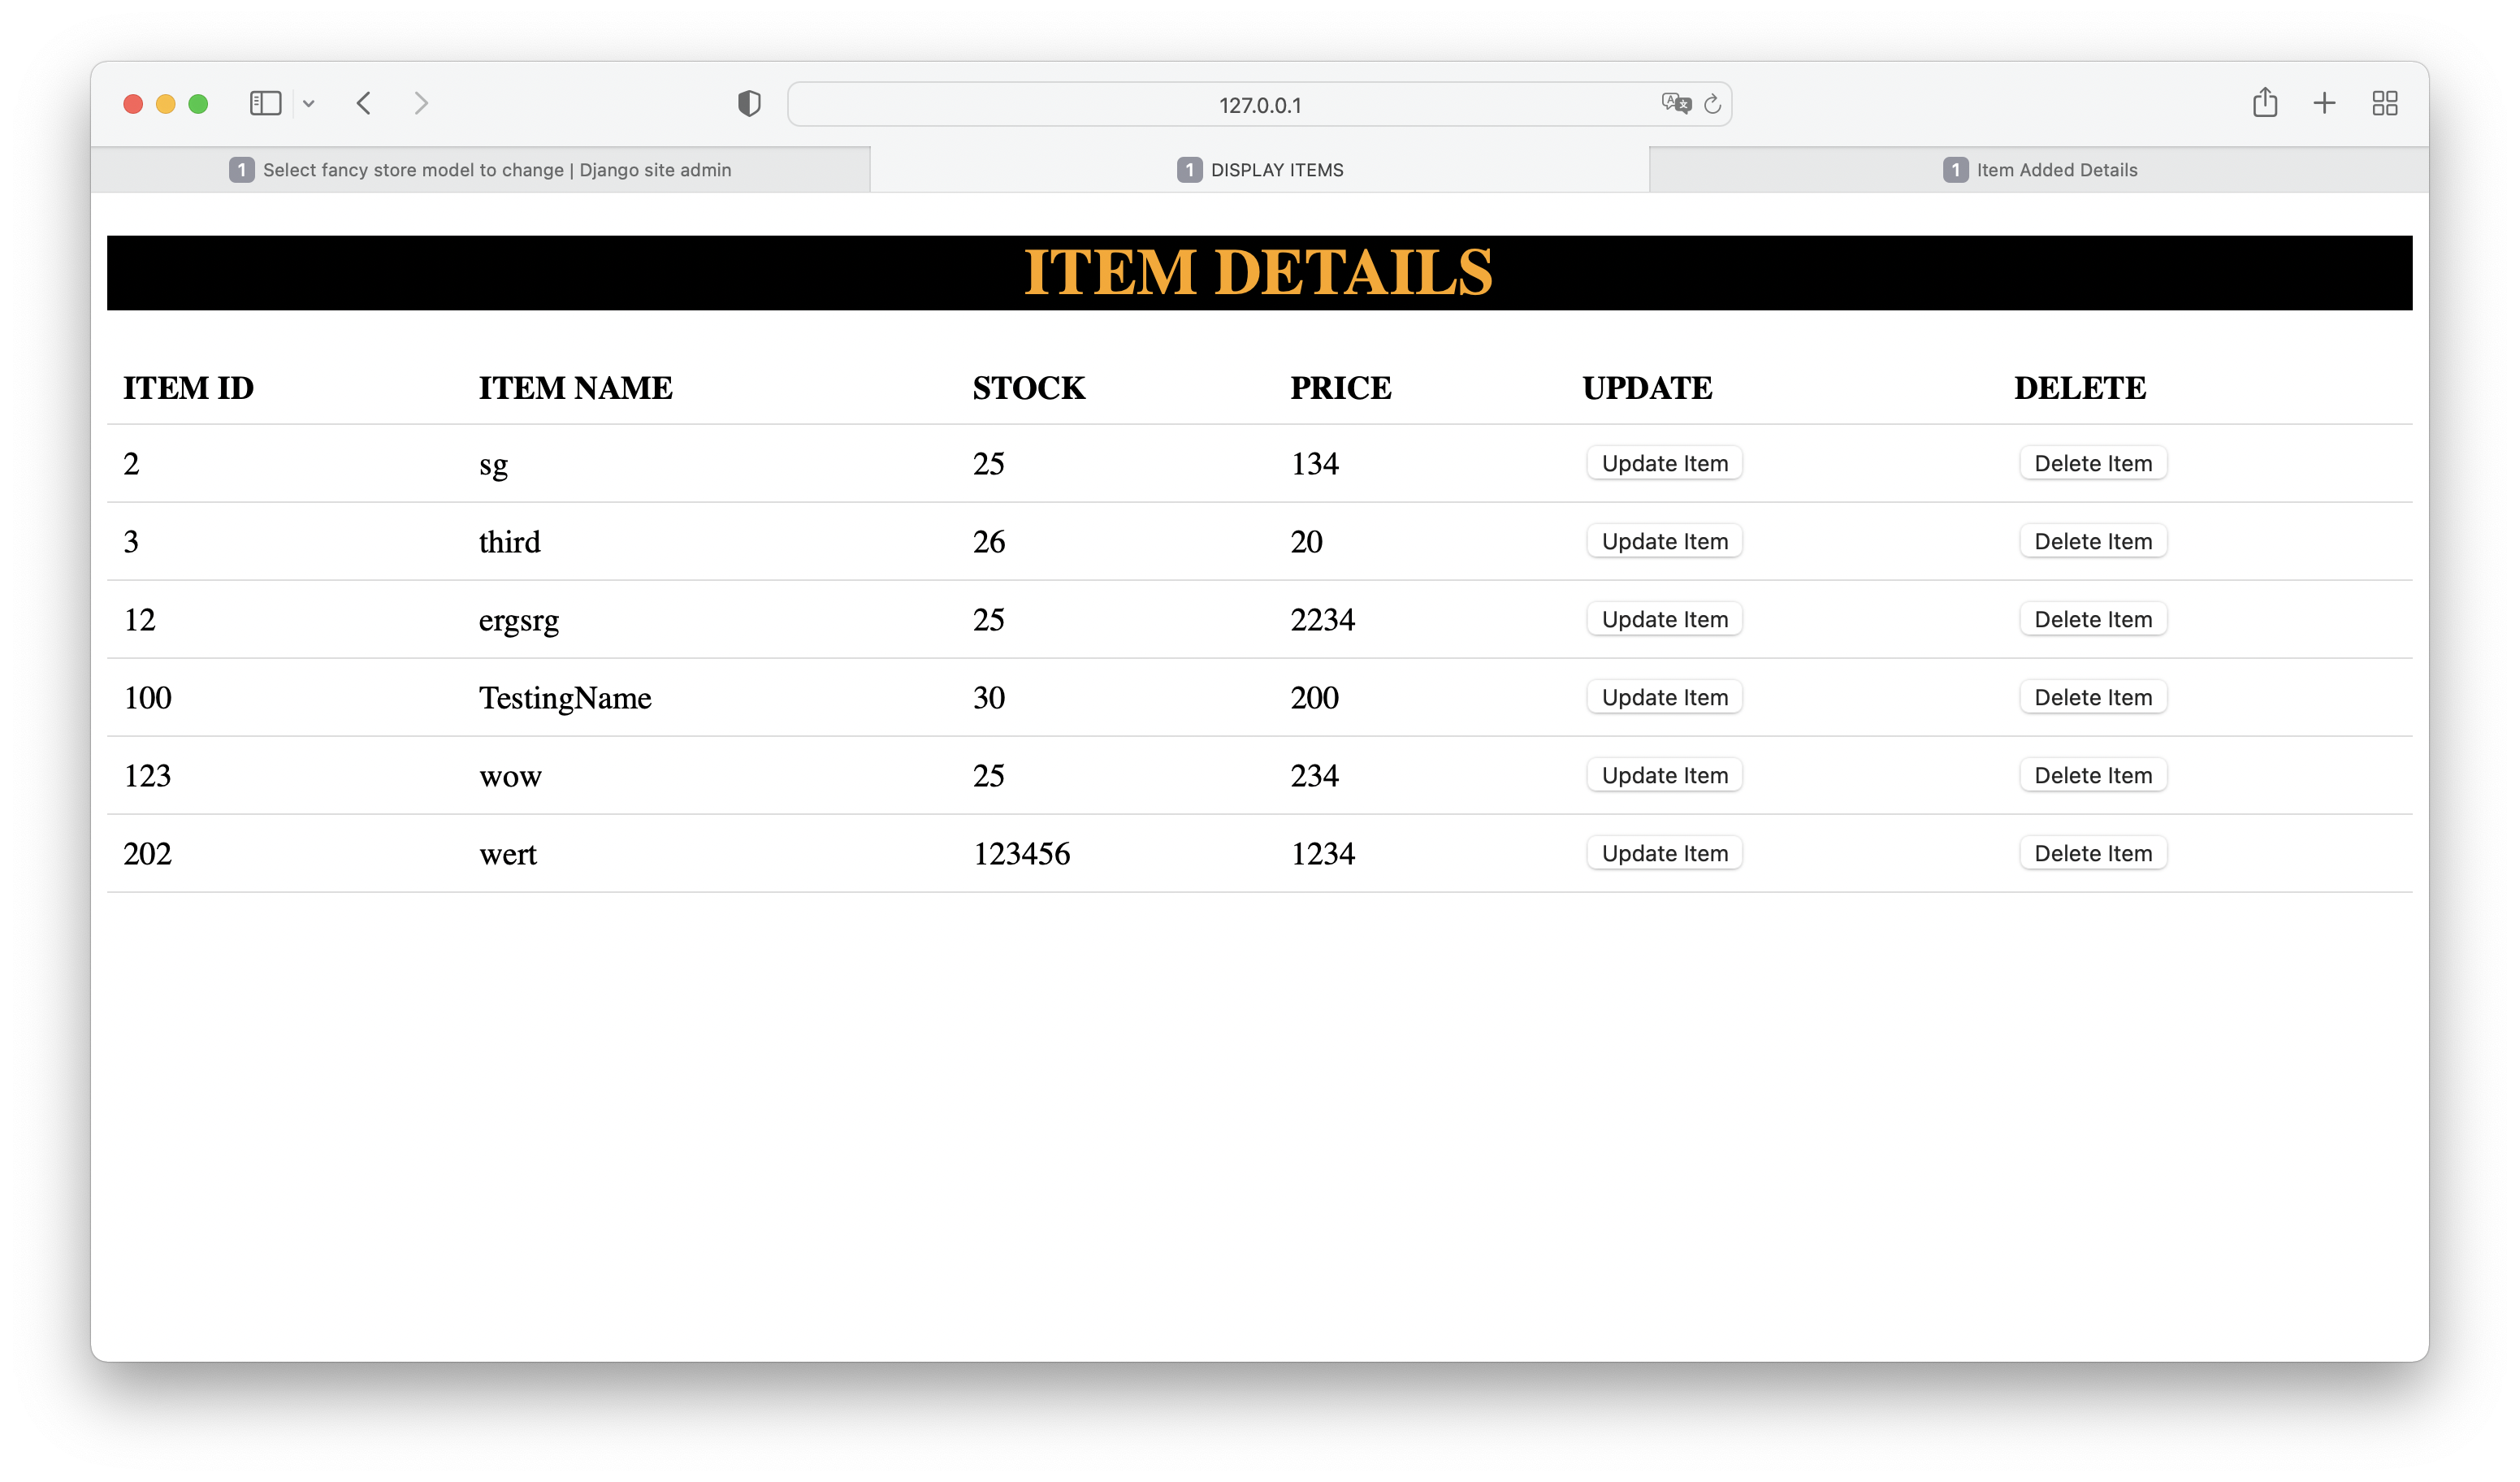 127.0.0.1
1 Select fancy store model to change | Django site admin 1 DISPLAY ITEMS 1 Item Added Details
ITEM DETAILS
ITEM ID ITEM NAME STOCK PRICE UPDATE DELETE
2 sg 25 134 Update Item Delete Item
3 third 26 20 Update Item Delete Item
12 ergsrg 25 2234 Update Item Delete Item
100 TestingName 30 200 Update Item Delete Item
123 wow 25 234 Update Item Delete Item
202 wert 123456 1234 Update Item Delete Item